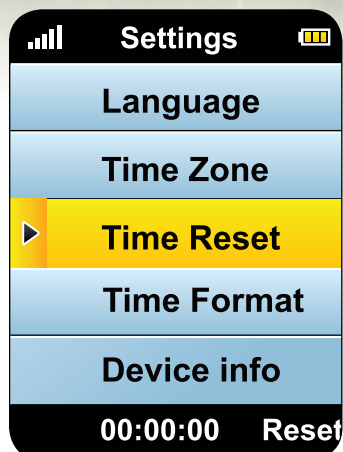 Settings
Language
Time Zone
Time Reset
Time Format
Device info
00:00:00 Reset